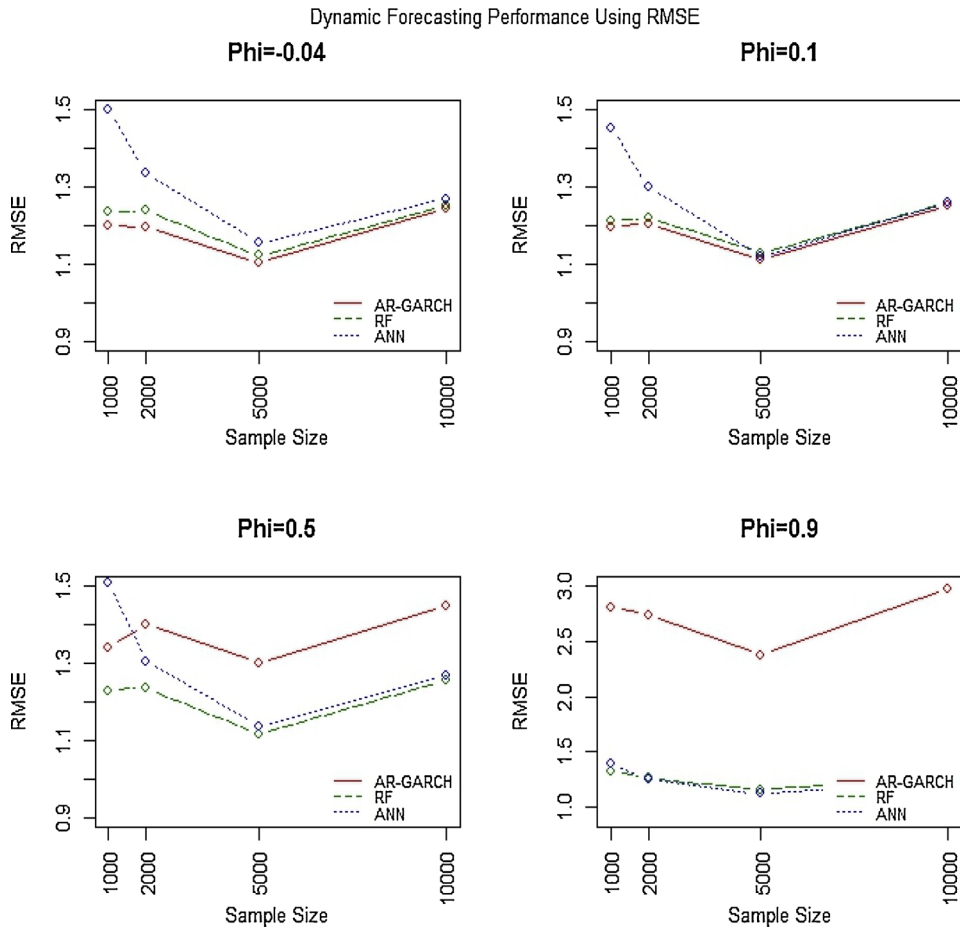 Dynamic Forecasting Performance Using RMSE
Phi=-0.04
RMSE
0.9 1.1 1.3 1.5
AR-GARCH
RF
ANN
1000 2000 5000 10000
Sample Size
Phi=0.1
RMSE
0.9 1.1 1.3 1.5
AR-GARCH
RF
ANN
1000 2000 5000 10000
Sample Size
Phi=0.5
RMSE
0.9 1.1 1.3 1.5
AR-GARCH
RF
ANN
1000 2000 5000 10000
Sample Size
Phi=0.9
RMSE
1.0 1.5 2.0 2.5 3.0
AR-GARCH
RF
ANN
1000 2000 5000 10000
Sample Size